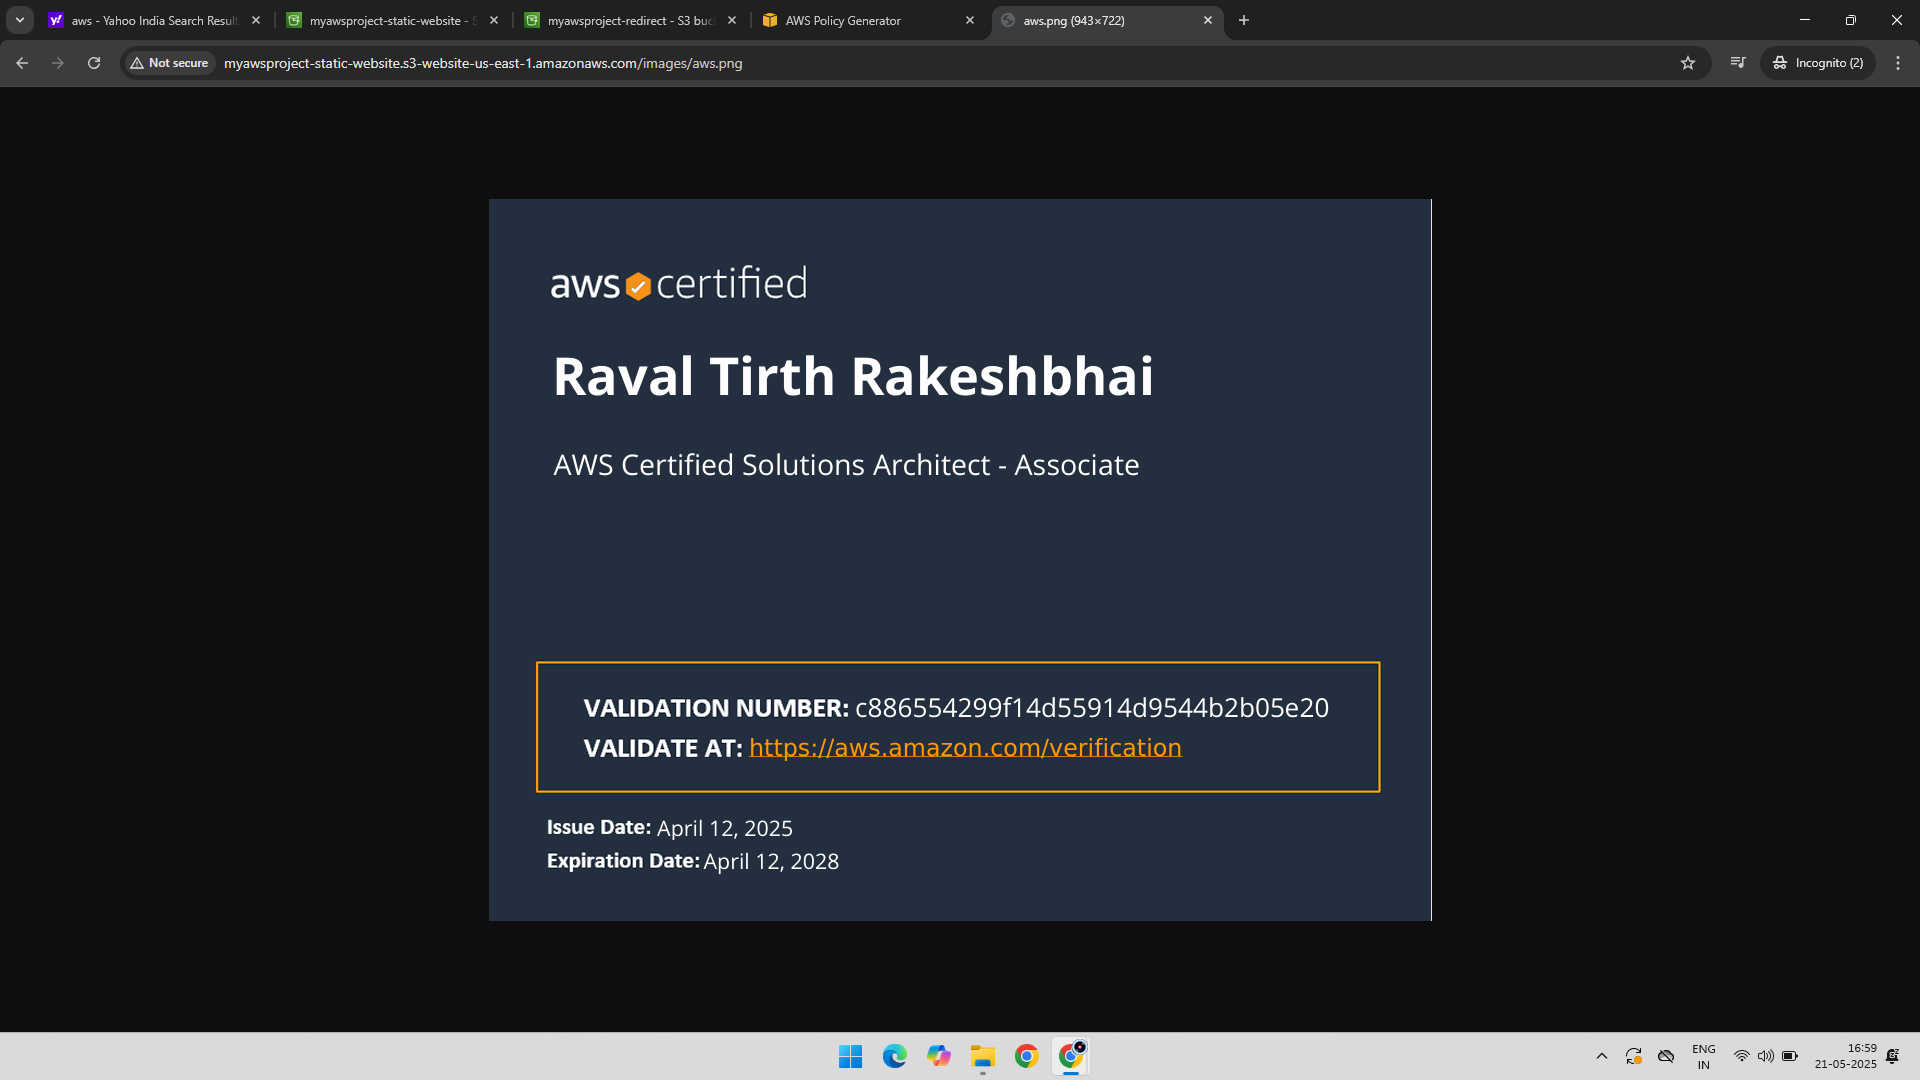 aws - Yahoo India Search Result
myawsproject-static-website - S
myawsproject-redirect - S3 buc
AWS Policy Generator
aws.png (943×722)
Not secure
myawsproject-static-website.s3-website-us-east-1.amazonaws.com/images/aws.png
Incognito (2)
aws certified
Raval Tirth Rakeshbhai
AWS Certified Solutions Architect - Associate
VALIDATION NUMBER: c886554299f14d55914d9544b2b05e20
VALIDATE AT: https://aws.amazon.com/verification
Issue Date: April 12, 2025
Expiration Date: April 12, 2028
ENG
IN
16:59
21-05-2025